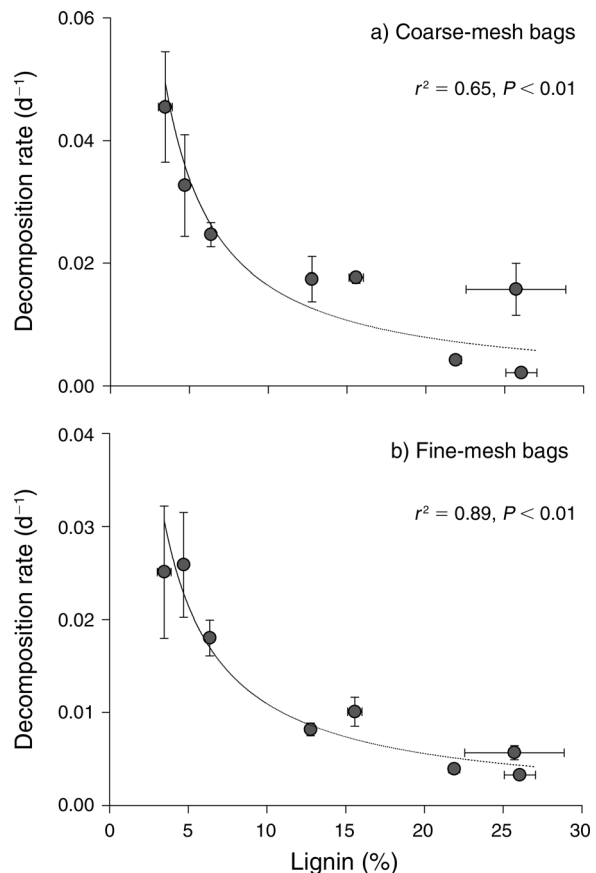 0.06
a) Coarse-mesh bags
r² = 0.65, P < 0.01
0.04
Decomposition rate (d⁻¹)
0.02
0.00
0.04
b) Fine-mesh bags
r² = 0.89, P < 0.01
0.03
Decomposition rate (d⁻¹)
0.02
0.01
0.00
0 5 10 15 20 25 30
Lignin (%)